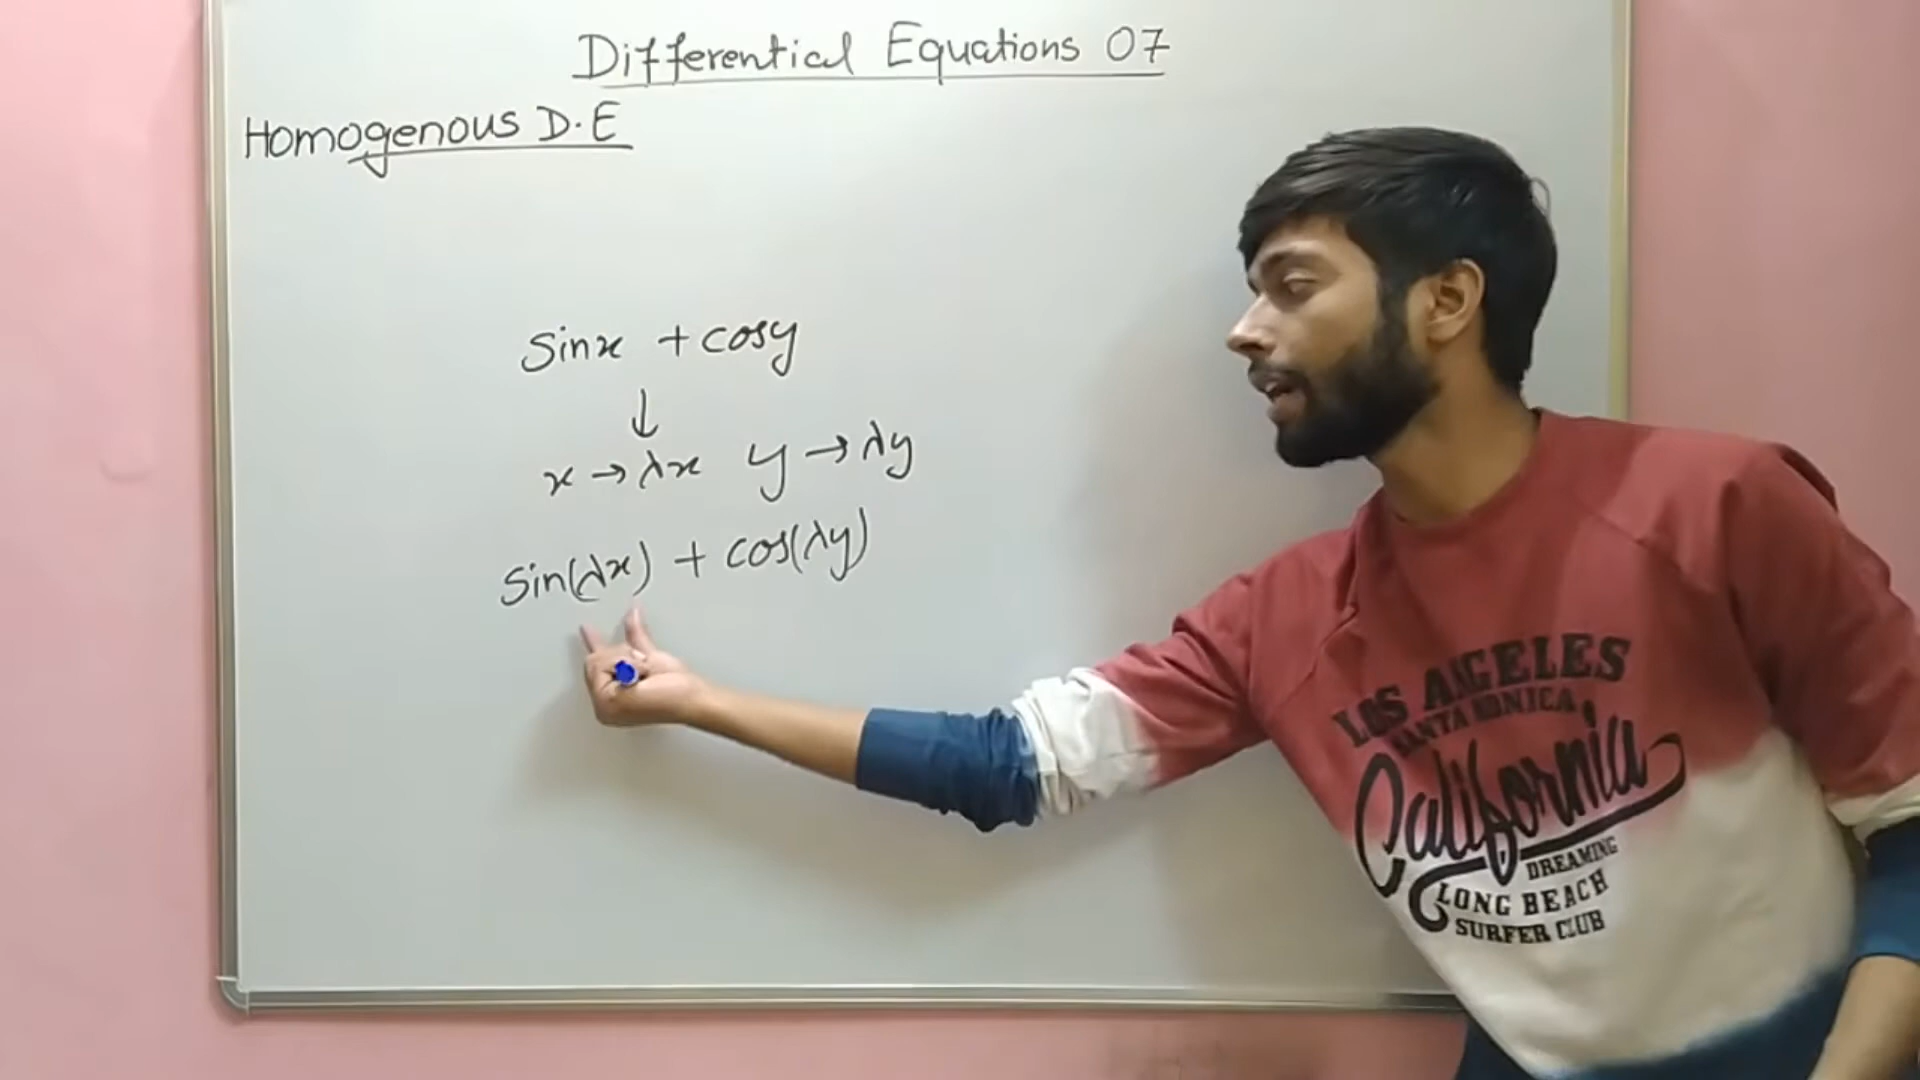 Differential Equations 07
Homogenous D.E
Sinx + cosy
↓
x → λx y → λy
Sin(λx) + cos(λy)
LOS ANGELES
SANTA MONICA
California
DREAMING
LONG BEACH
SURFER CLUB